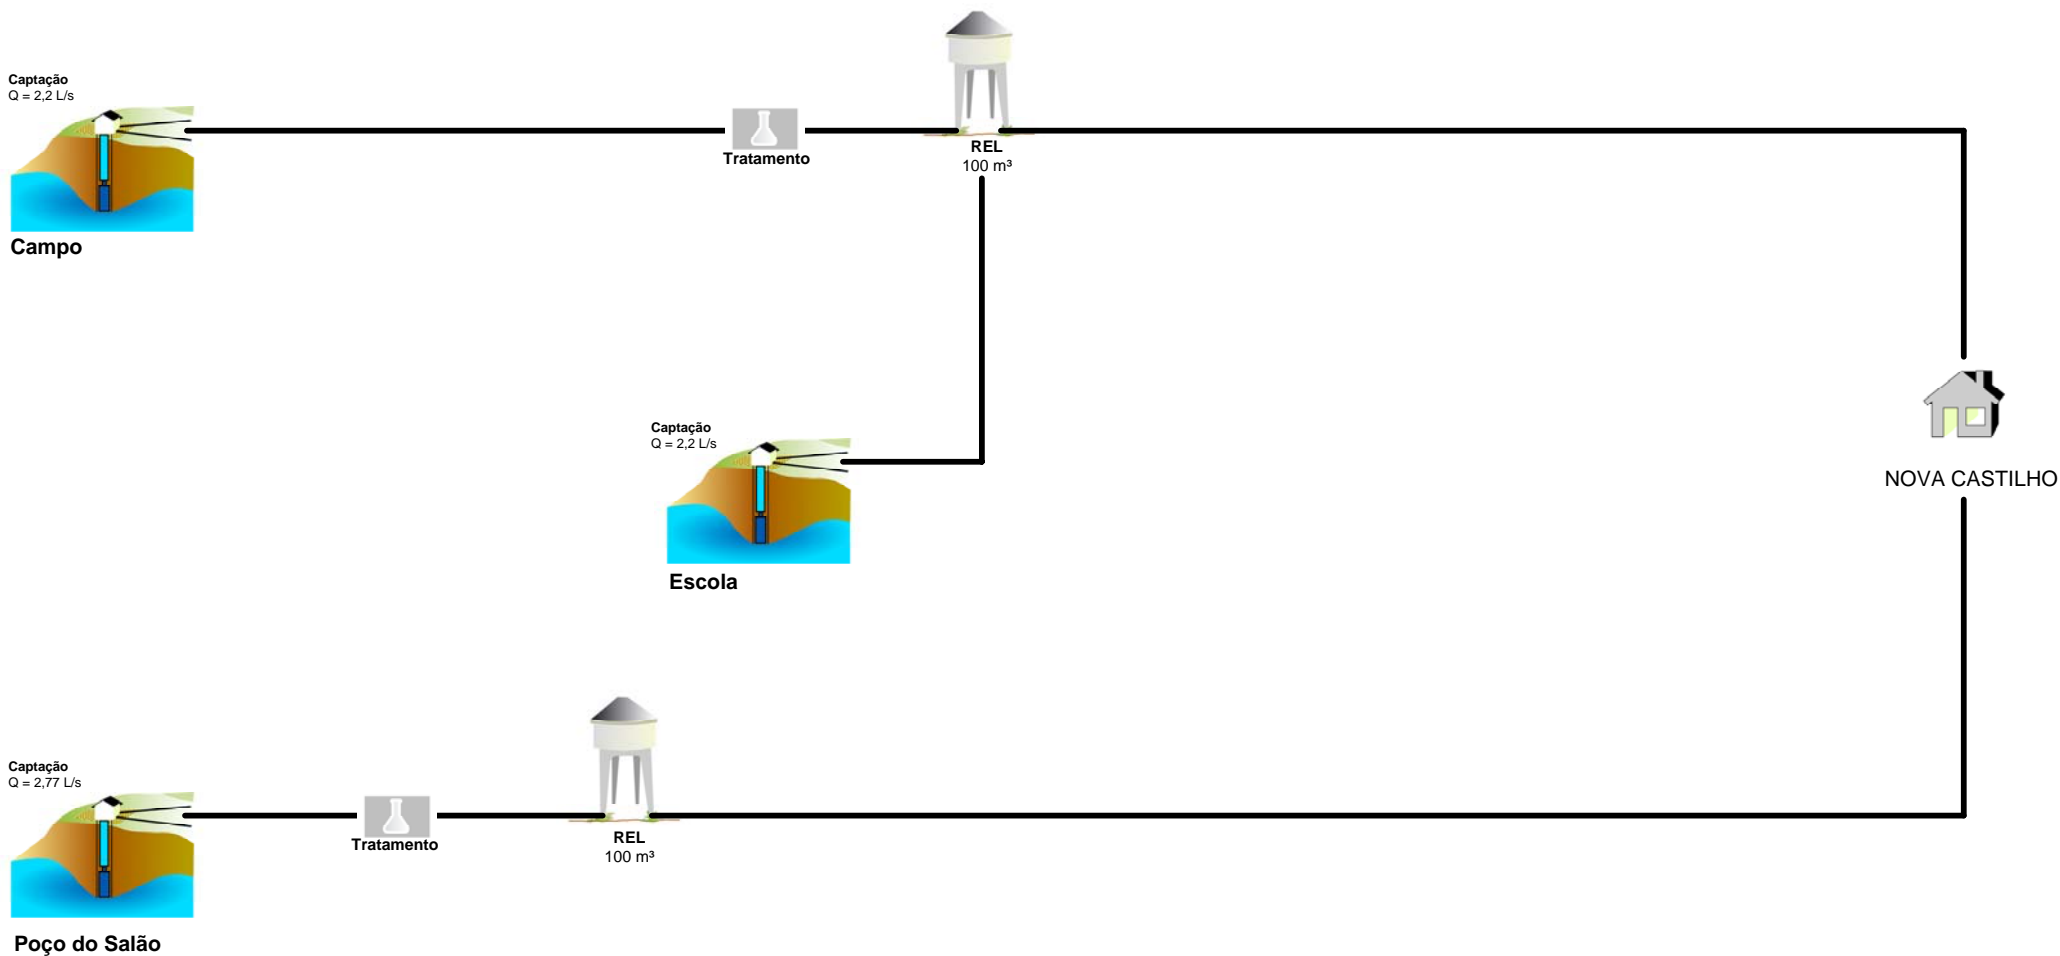 Captação
Q = 2,2 L/s
Campo
Tratamento
REL
100 m³
Captação
Q = 2,2 L/s
Escola
NOVA CASTILHO
Captação
Q = 2,77 L/s
Poço do Salão
Tratamento
REL
100 m³